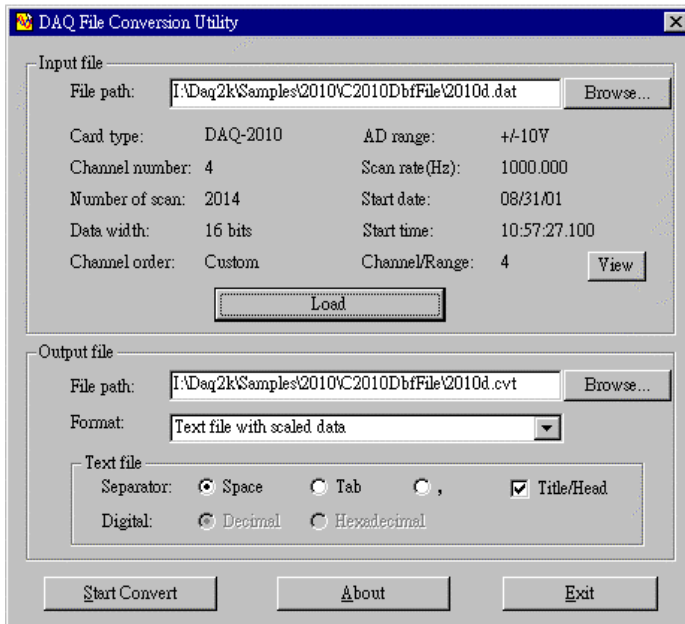 DAQ File Conversion Utility
Input file
File path: I:\Daq2k\Samples\2010\C2010DbfFile\2010d.dat Browse...
Card type: DAQ-2010 AD range: +/-10V
Channel number: 4 Scan rate(Hz): 1000.000
Number of scan: 2014 Start date: 08/31/01
Data width: 16 bits Start time: 10:57:27.100
Channel order: Custom Channel/Range: 4 View
Load
Output file
File path: I:\Daq2k\Samples\2010\C2010DbfFile\2010d.cvt Browse...
Format: Text file with scaled data
Text file
Separator: Space Tab , Title/Head
Digital: Decimal Hexadecimal
Start Convert About Exit